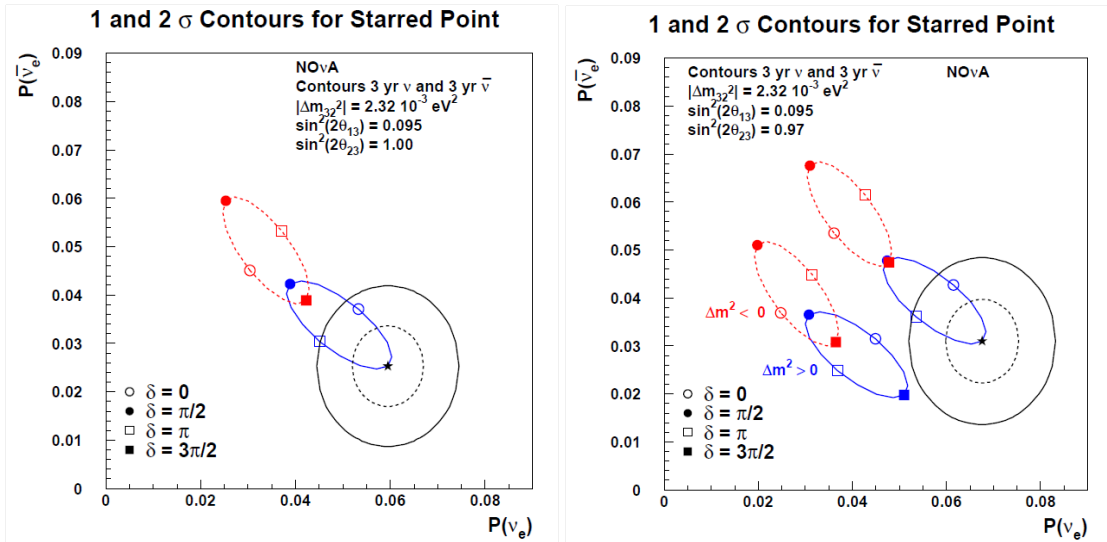 1 and 2 σ Contours for Starred Point
P(ν̅e)
0.09
0.08
0.07
0.06
0.05
0.04
0.03
0.02
0.01
0
NOνA
Contours 3 yr ν and 3 yr ν̅
|Δm32²| = 2.32 10⁻³ eV²
sin²(2θ13) = 0.095
sin²(2θ23) = 1.00
○ δ = 0
● δ = π/2
□ δ = π
■ δ = 3π/2
0 0.02 0.04 0.06 0.08
P(νe)
1 and 2 σ Contours for Starred Point
P(ν̅e)
0.09
0.08
0.07
0.06
0.05
0.04
0.03
0.02
0.01
0
Contours 3 yr ν and 3 yr ν̅ NOνA
|Δm32²| = 2.32 10⁻³ eV²
sin²(2θ13) = 0.095
sin²(2θ23) = 0.97
Δm² < 0
Δm² > 0
○ δ = 0
● δ = π/2
□ δ = π
■ δ = 3π/2
0 0.02 0.04 0.06 0.08
P(νe)